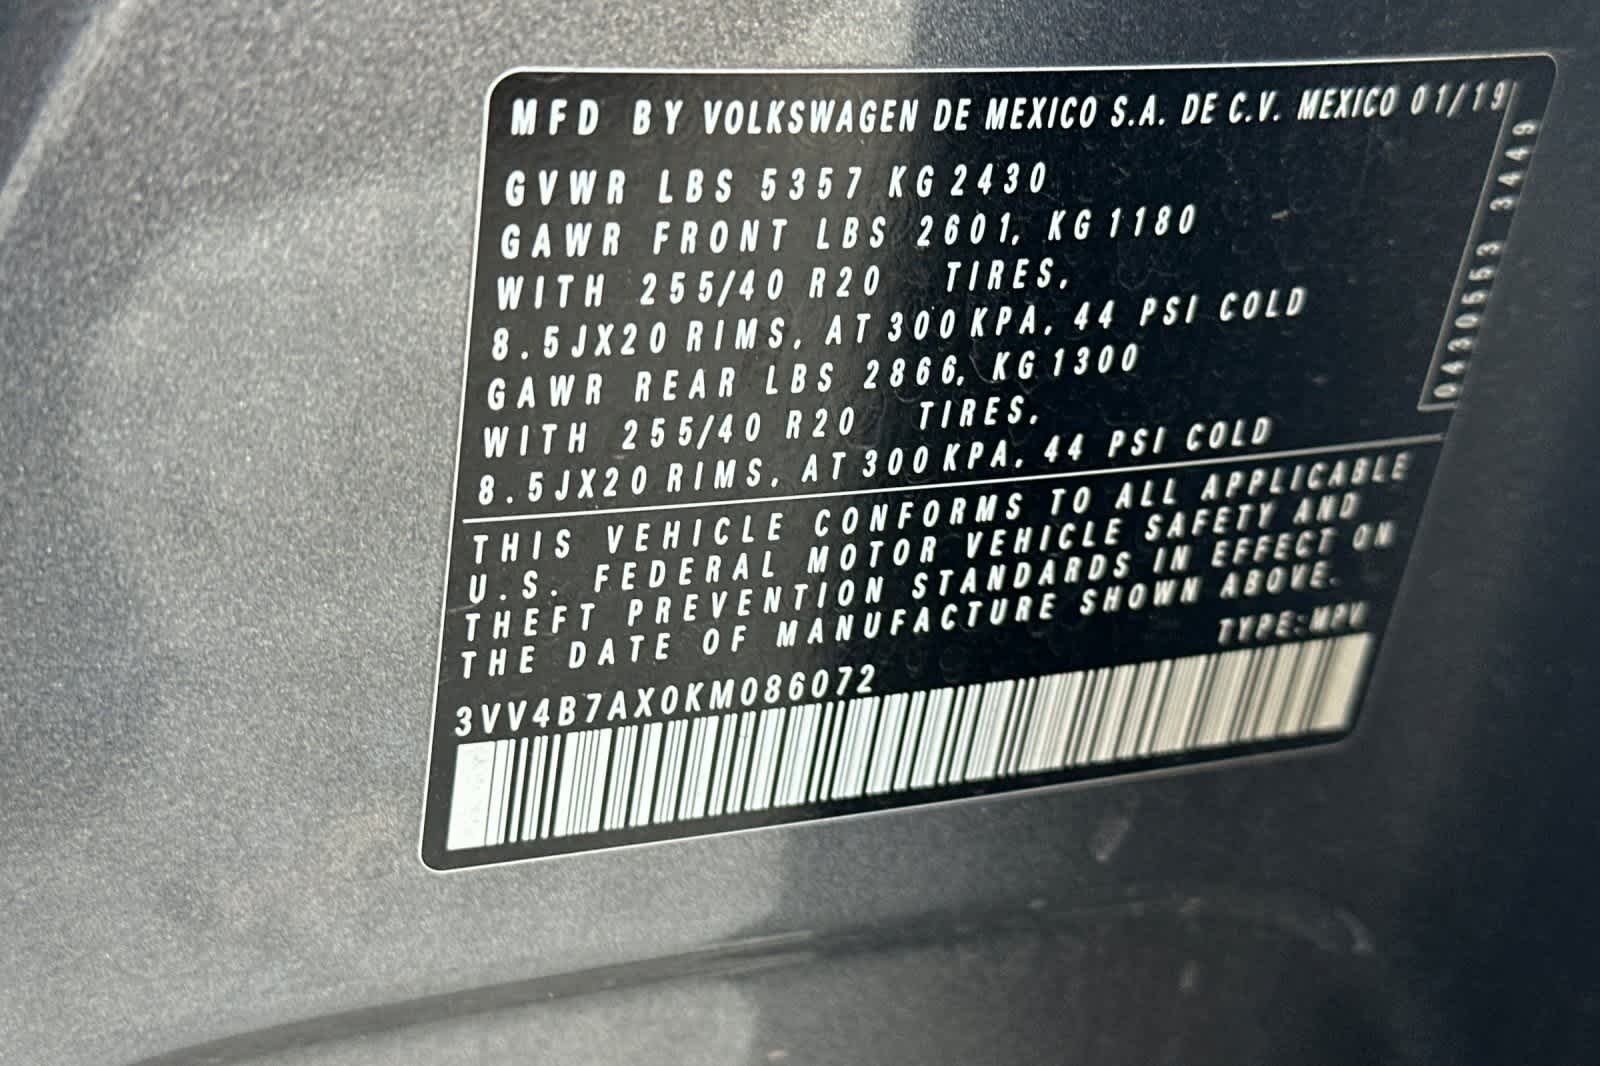 MFD BY VOLKSWAGEN DE MEXICO S.A. DE C.V. MEXICO 01/19
GVWR LBS 5357 KG 2430
GAWR FRONT LBS 2601, KG 1180
WITH 255/40 R20 TIRES,
8.5JX20 RIMS, AT 300 KPA, 44 PSI COLD
GAWR REAR LBS 2866, KG 1300
WITH 255/40 R20 TIRES,
8.5JX20 RIMS, AT 300 KPA, 44 PSI COLD
0430553 3449
THIS VEHICLE CONFORMS TO ALL APPLICABLE
U.S. FEDERAL MOTOR VEHICLE SAFETY AND
THEFT PREVENTION STANDARDS IN EFFECT ON
THE DATE OF MANUFACTURE SHOWN ABOVE.
TYPE: MPV
3VV4B7AX0KM086072